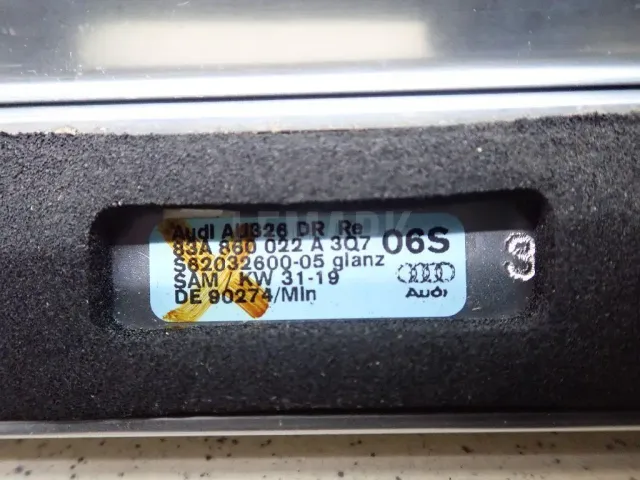 Audi AU326 DR Re
83A 860 022 A 3Q7 06S
S62032600-05 glanz
SAM / KW 31-19
DE 90274/MIn Audi
3